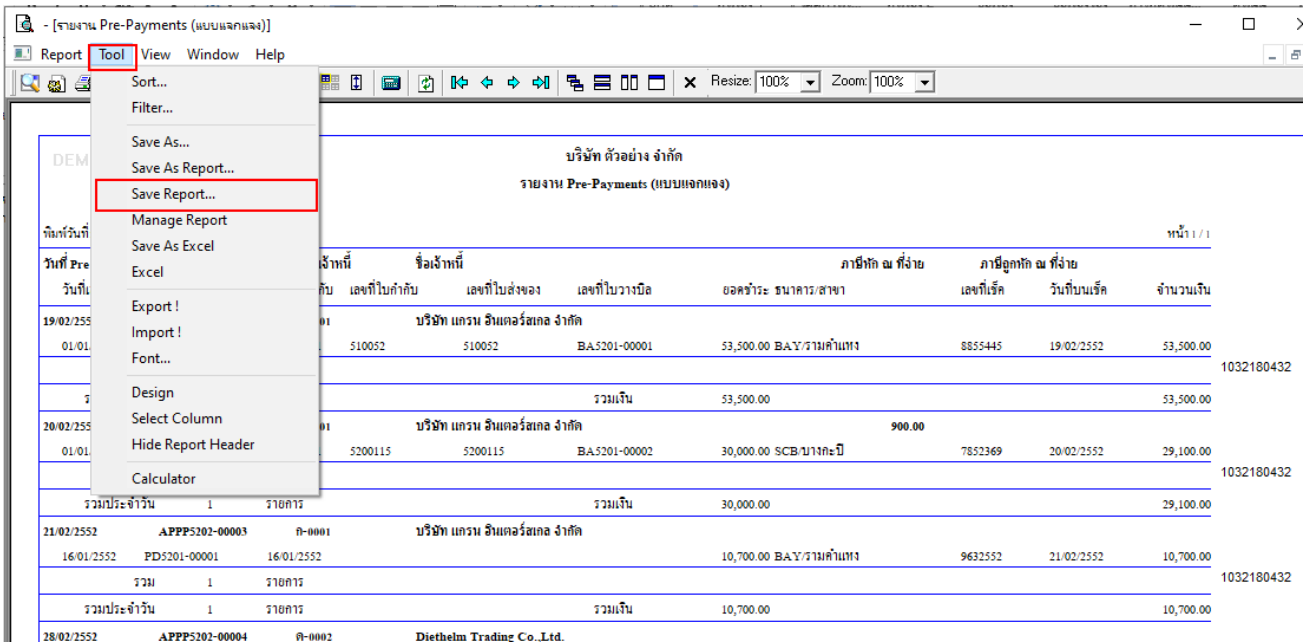 - [รายงาน Pre-Payments (แบบแจกแจง)]
Report Tool View Window Help
Resize: 100% Zoom: 100%
Sort...
Filter...
Save As...
Save As Report...
Save Report...
Manage Report
Save As Excel
Excel
Export !
Import !
Font...
Design
Select Column
Hide Report Header
Calculator
DEM
บริษัท ตัวอย่าง จำกัด
รายงาน Pre-Payments (แบบแจกแจง)
พิมพ์วันที่ หน้า 1 / 1
วันที่ Pre เจ้าหนี้ ชื่อเจ้าหนี้ ภาษีหัก ณ ที่จ่าย ภาษีถูกหัก ณ ที่จ่าย
วันที่ กับ เลขที่ใบกำกับ เลขที่ใบส่งของ เลขที่ใบวางบิล ยอดชำระ ธนาคาร/สาขา เลขที่เช็ค วันที่บนเช็ค จำนวนเงิน
19/02/255 01 บริษัท แกรน อินเตอร์สเกล จำกัด
01/01 510052 510052 BA5201-00001 53,500.00 BAY/รามคำแหง 8855445 19/02/2552 53,500.00
1032180432
รวมเงิน 53,500.00 53,500.00
20/02/255 01 บริษัท แกรน อินเตอร์สเกล จำกัด 900.00
01/01 5200115 5200115 BA5201-00002 30,000.00 SCB/บางกะปิ 7852369 20/02/2552 29,100.00
1032180432
รวมประจำวัน 1 รายการ รวมเงิน 30,000.00 29,100.00
21/02/2552 APPP5202-00003 ก-0001 บริษัท แกรน อินเตอร์สเกล จำกัด
16/01/2552 PD5201-00001 16/01/2552 10,700.00 BAY/รามคำแหง 9632552 21/02/2552 10,700.00
รวม 1 รายการ 1032180432
รวมประจำวัน 1 รายการ รวมเงิน 10,700.00 10,700.00
28/02/2552 APPP5202-00004 ด-0002 Diethelm Trading Co.,Ltd.